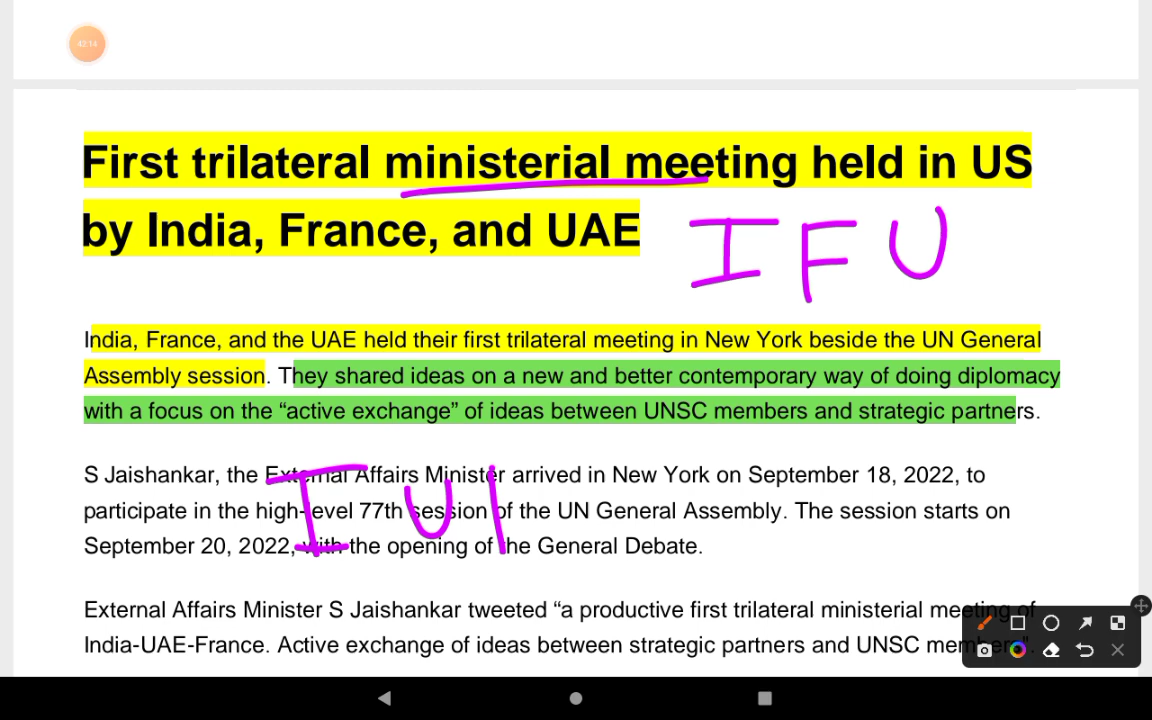 42:14
First trilateral ministerial meeting held in US
by India, France, and UAE
I F U
India, France, and the UAE held their first trilateral meeting in New York beside the UN General
Assembly session. They shared ideas on a new and better contemporary way of doing diplomacy
with a focus on the “active exchange” of ideas between UNSC members and strategic partners.
S Jaishankar, the External Affairs Minister arrived in New York on September 18, 2022, to
participate in the high-level 77th session of the UN General Assembly. The session starts on
September 20, 2022, with the opening of the General Debate.
I U
External Affairs Minister S Jaishankar tweeted “a productive first trilateral ministerial meeting of
India-UAE-France. Active exchange of ideas between strategic partners and UNSC members".